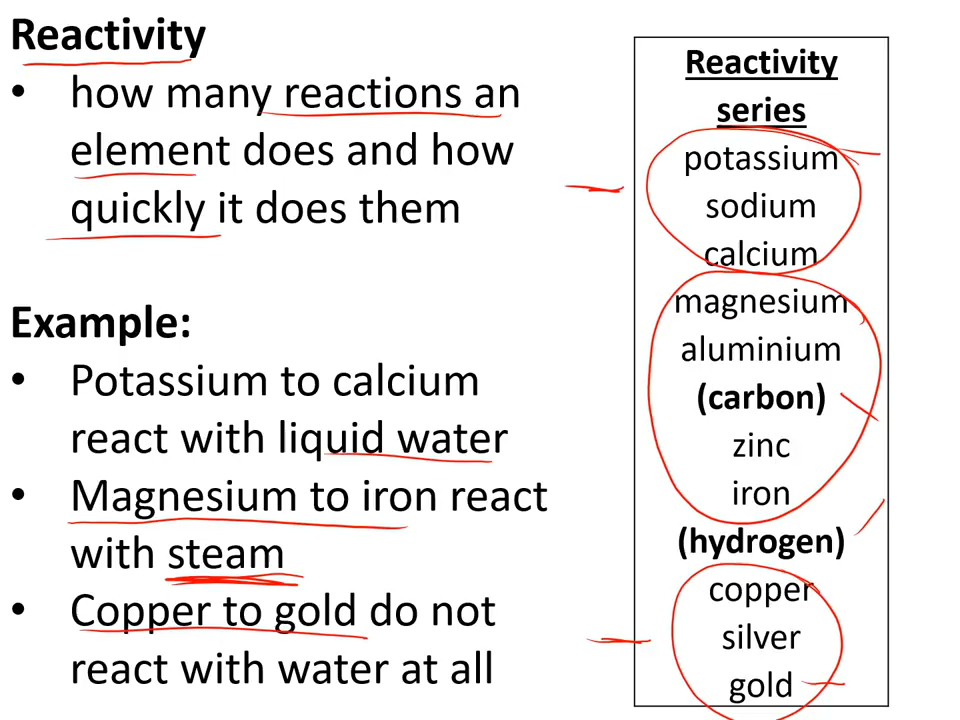 Reactivity
• how many reactions an
element does and how
quickly it does them
Example:
• Potassium to calcium
react with liquid water
• Magnesium to iron react
with steam
• Copper to gold do not
react with water at all
Reactivity
series
potassium
sodium
calcium
magnesium
aluminium
(carbon)
zinc
iron
(hydrogen)
copper
silver
gold